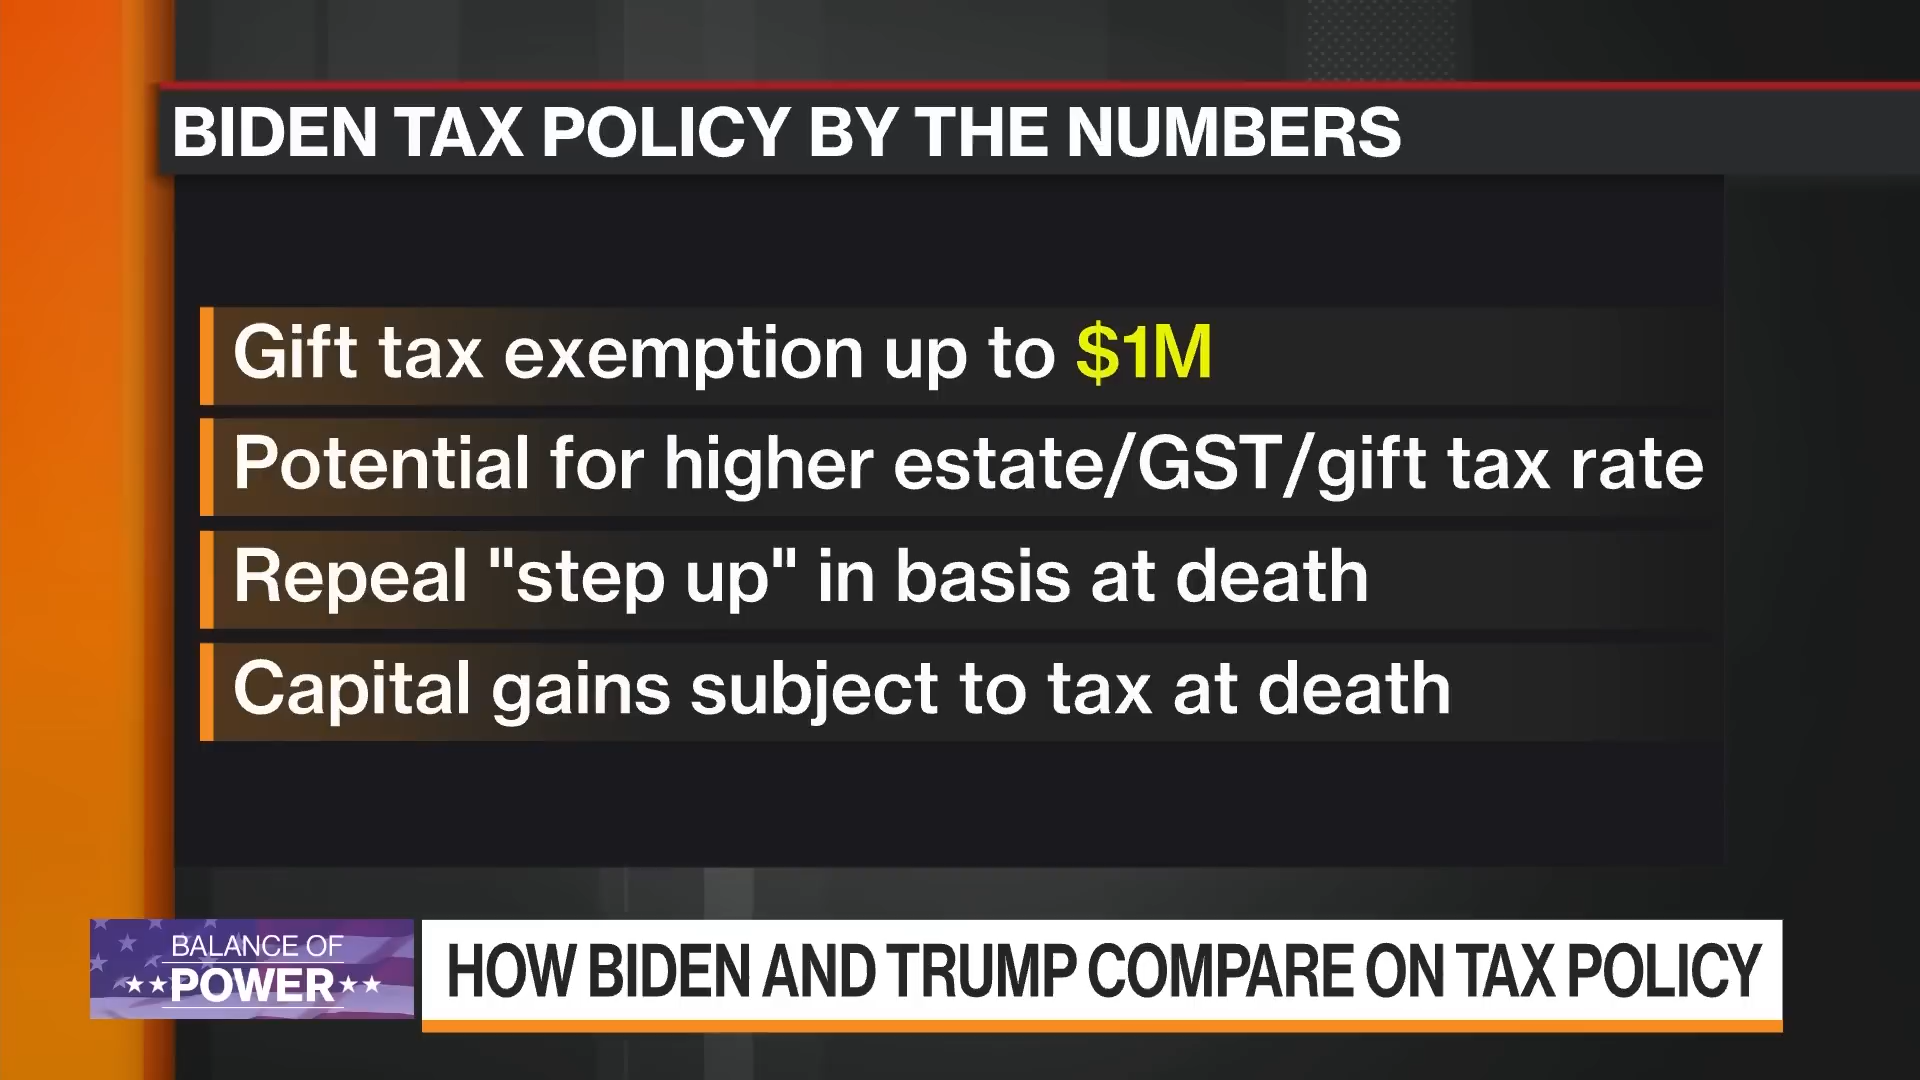 BIDEN TAX POLICY BY THE NUMBERS
Gift tax exemption up to $1M
Potential for higher estate/GST/gift tax rate
Repeal "step up" in basis at death
Capital gains subject to tax at death
BALANCE OF
POWER
HOW BIDEN AND TRUMP COMPARE ON TAX POLICY